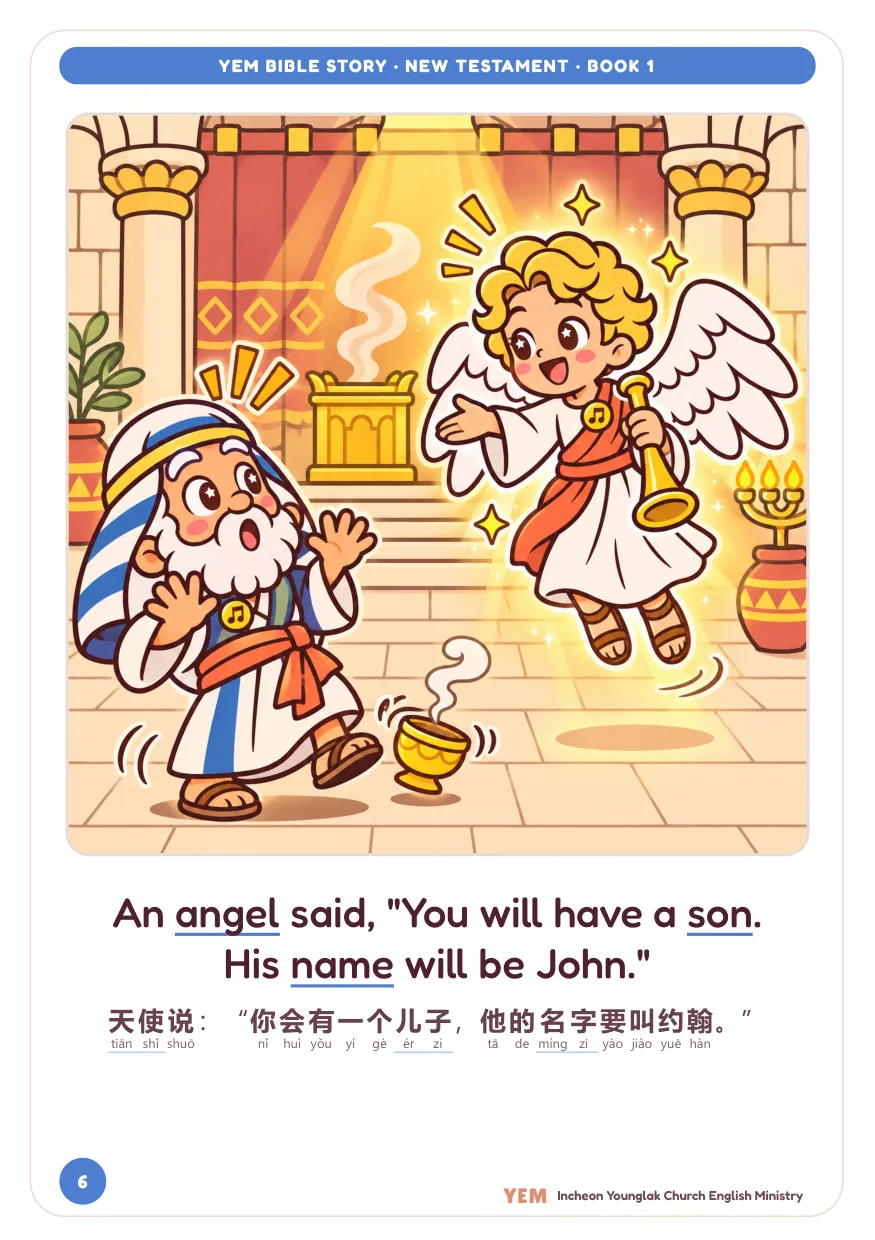 YEM BIBLE STORY · NEW TESTAMENT · BOOK 1
An angel said, "You will have a son.
His name will be John."
天使说：“你会有一个儿子，他的名字要叫约翰。”
tiān shǐ shuō nǐ huì yǒu yí gè ér zi tā de míng zi yào jiào yuē hàn
6
YEM Incheon Younglak Church English Ministry